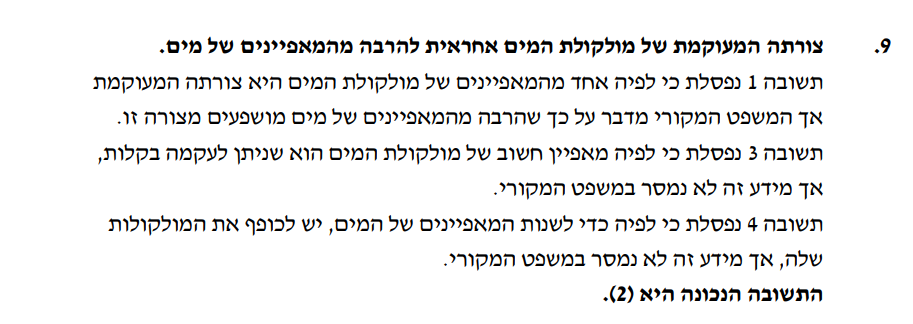 9. צורתה המעוקמת של מולקולת המים אחראית להרבה מהמאפיינים של מים.
תשובה 1 נפסלת כי לפיה אחד מהמאפיינים של מולקולת המים היא צורתה המעוקמת
אך המשפט המקורי מדבר על כך שהרבה מהמאפיינים של מים מושפעים מצורה זו.
תשובה 3 נפסלת כי לפיה מאפיין חשוב של מולקולת המים הוא שניתן לעקמה בקלות,
אך מידע זה לא נמסר במשפט המקורי.
תשובה 4 נפסלת כי לפיה כדי לשנות המאפיינים של המים, יש לכופף את המולקולות
שלה, אך מידע זה לא נמסר במשפט המקורי.
התשובה הנכונה היא (2).